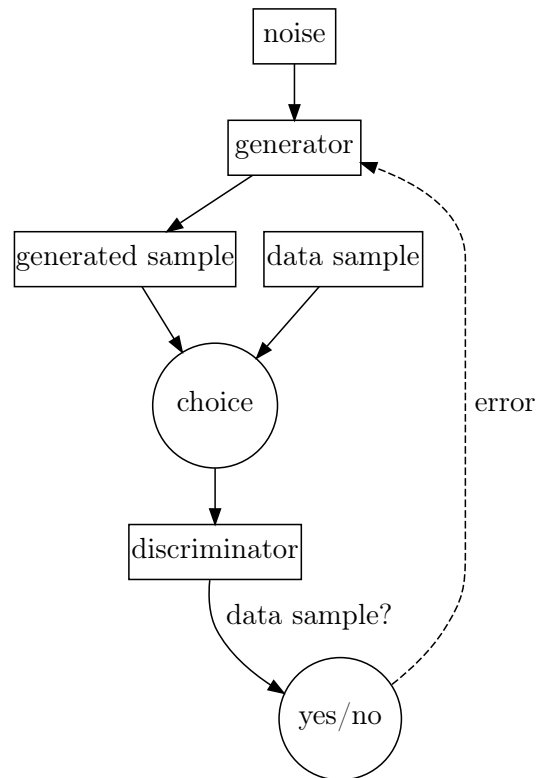 noise
generator
generated sample
data sample
choice
error
discriminator
data sample?
yes/no